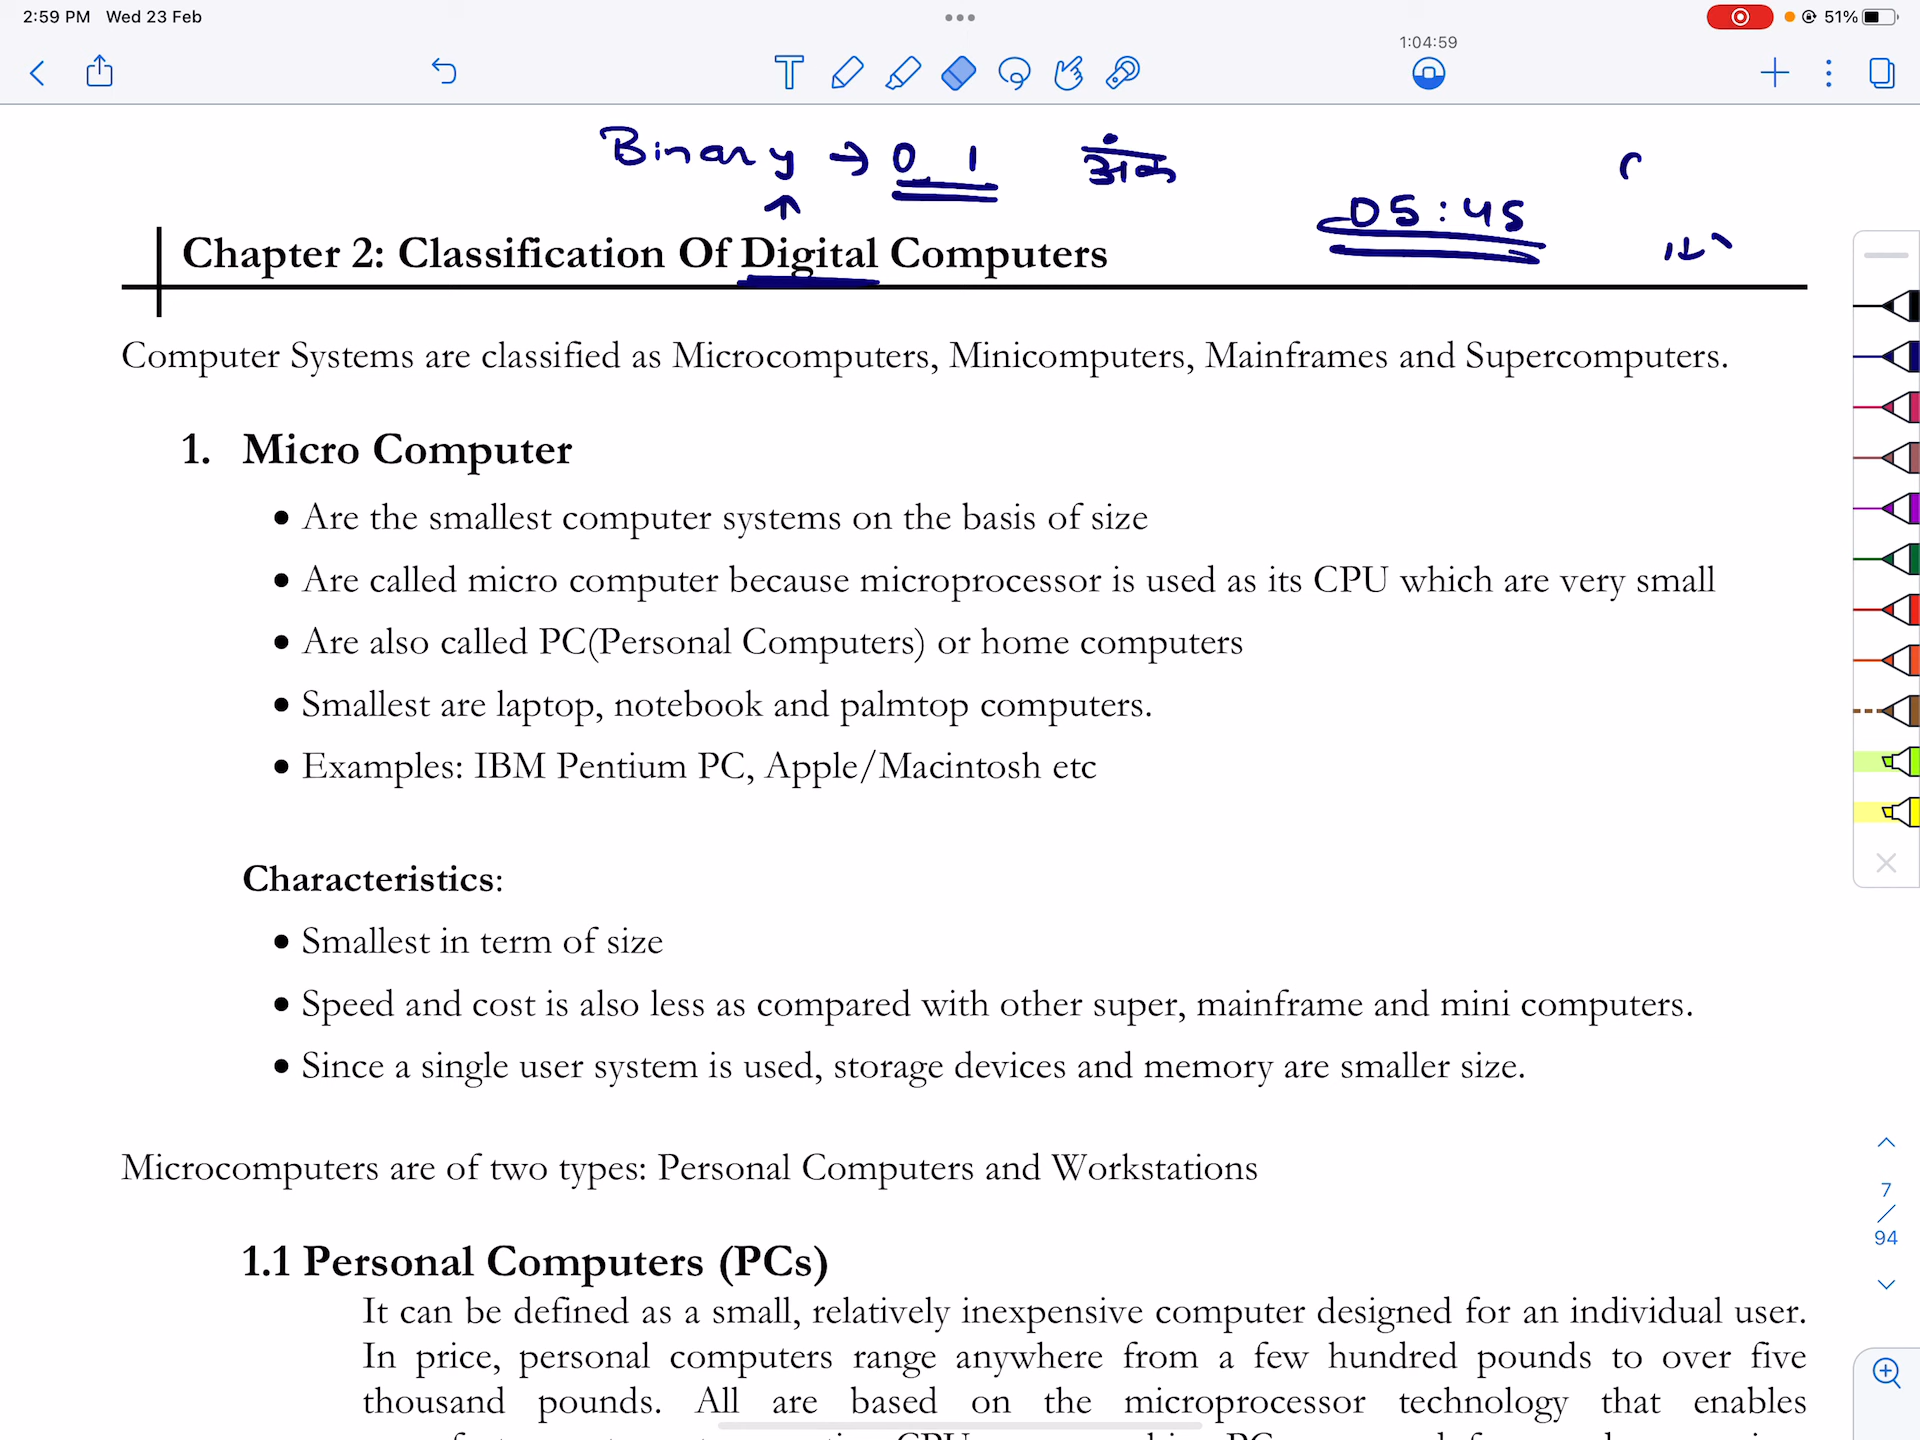 2:59 PM Wed 23 Feb
51%
1:04:59
Binary → 0 1 अंक
05:45
Chapter 2: Classification Of Digital Computers
Computer Systems are classified as Microcomputers, Minicomputers, Mainframes and Supercomputers.
1. Micro Computer
• Are the smallest computer systems on the basis of size
• Are called micro computer because microprocessor is used as its CPU which are very small
• Are also called PC(Personal Computers) or home computers
• Smallest are laptop, notebook and palmtop computers.
• Examples: IBM Pentium PC, Apple/Macintosh etc
Characteristics:
• Smallest in term of size
• Speed and cost is also less as compared with other super, mainframe and mini computers.
• Since a single user system is used, storage devices and memory are smaller size.
Microcomputers are of two types: Personal Computers and Workstations
7
/
94
1.1 Personal Computers (PCs)
It can be defined as a small, relatively inexpensive computer designed for an individual user.
In price, personal computers range anywhere from a few hundred pounds to over five
thousand pounds. All are based on the microprocessor technology that enables